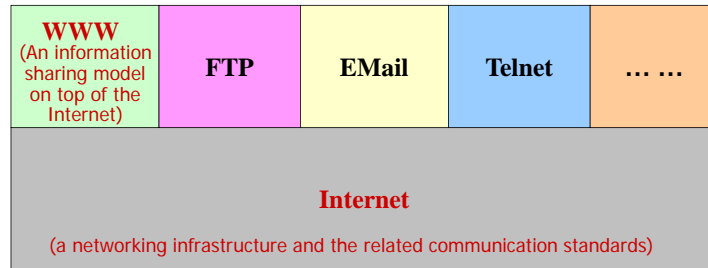 WWW
(An information
sharing model
on top of the
Internet)
FTP
EMail
Telnet
... ...
Internet
(a networking infrastructure and the related communication standards)